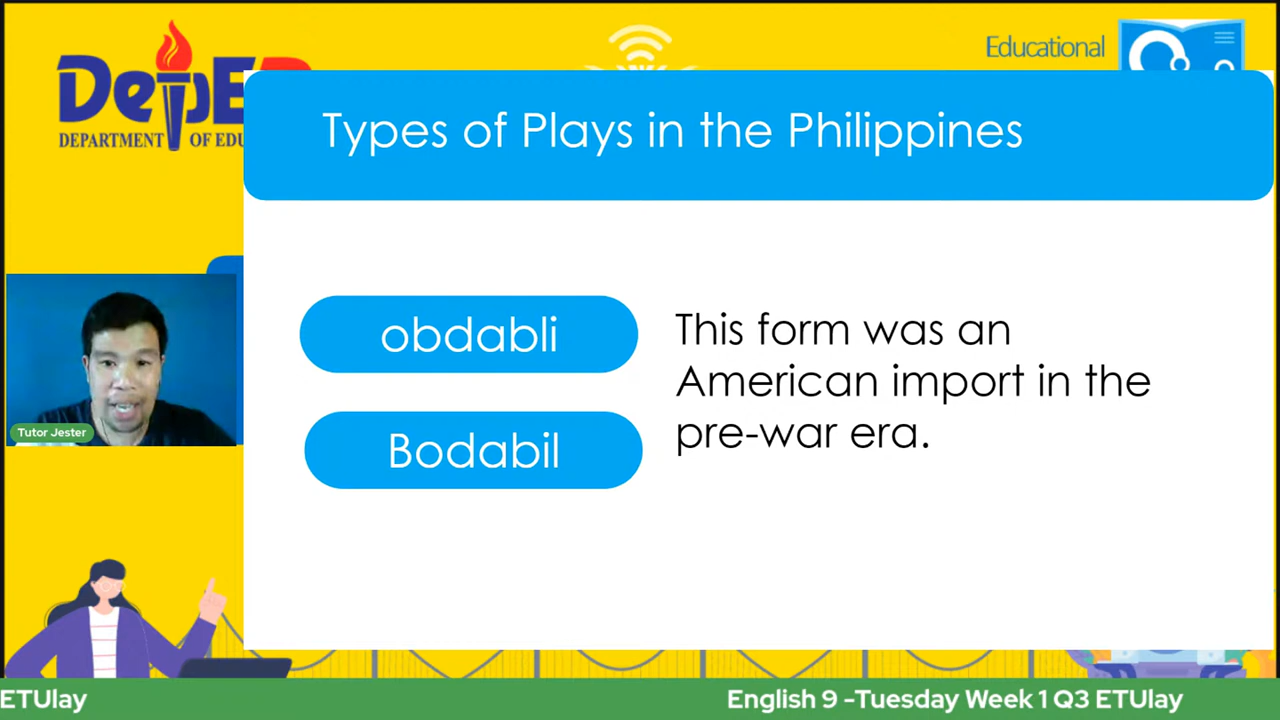 Educational
DepED
DEPARTMENT OF EDU
Types of Plays in the Philippines
obdabli
Bodabil
This form was an
American import in the
pre-war era.
Tutor Jester
ETUlay
English 9 -Tuesday Week 1 Q3 ETUlay